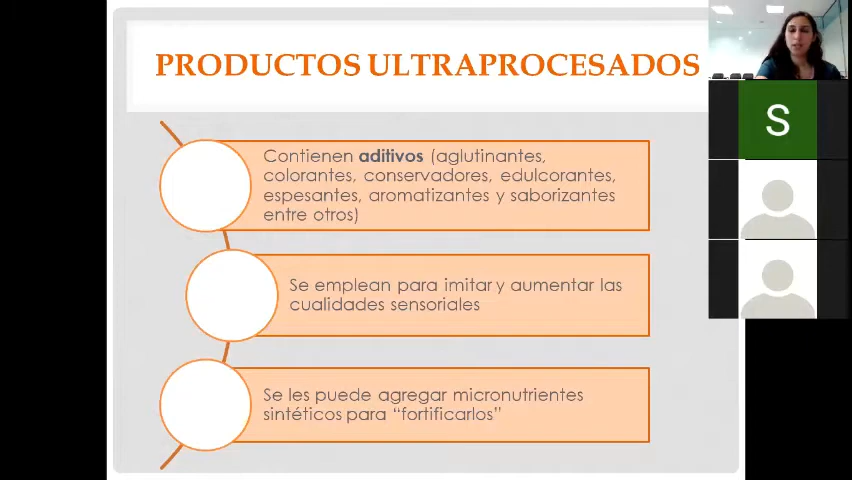 PRODUCTOS ULTRAPROCESADOS
Contienen aditivos (aglutinantes,
colorantes, conservadores, edulcorantes,
espesantes, aromatizantes y saborizantes
entre otros)
Se emplean para imitar y aumentar las
cualidades sensoriales
Se les puede agregar micronutrientes
sintéticos para “fortificarlos”
S